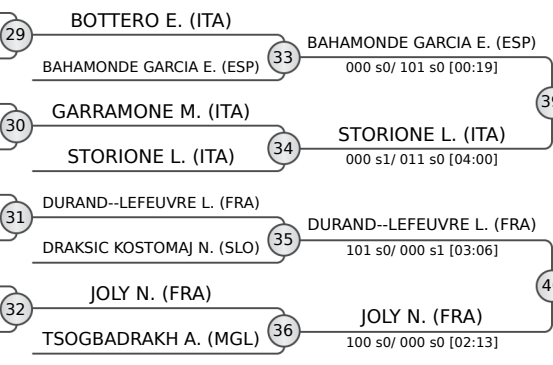 BOTTERO E. (ITA)
29
BAHAMONDE GARCIA E. (ESP)
33
BAHAMONDE GARCIA E. (ESP)
000 s0/ 101 s0 [00:19]
GARRAMONE M. (ITA)
30
STORIONE L. (ITA)
34
STORIONE L. (ITA)
000 s1/ 011 s0 [04:00]
DURAND--LEFEUVRE L. (FRA)
31
DRAKSIC KOSTOMAJ N. (SLO)
35
DURAND--LEFEUVRE L. (FRA)
101 s0/ 000 s1 [03:06]
JOLY N. (FRA)
32
TSOGBADRAKH A. (MGL)
36
JOLY N. (FRA)
100 s0/ 000 s0 [02:13]